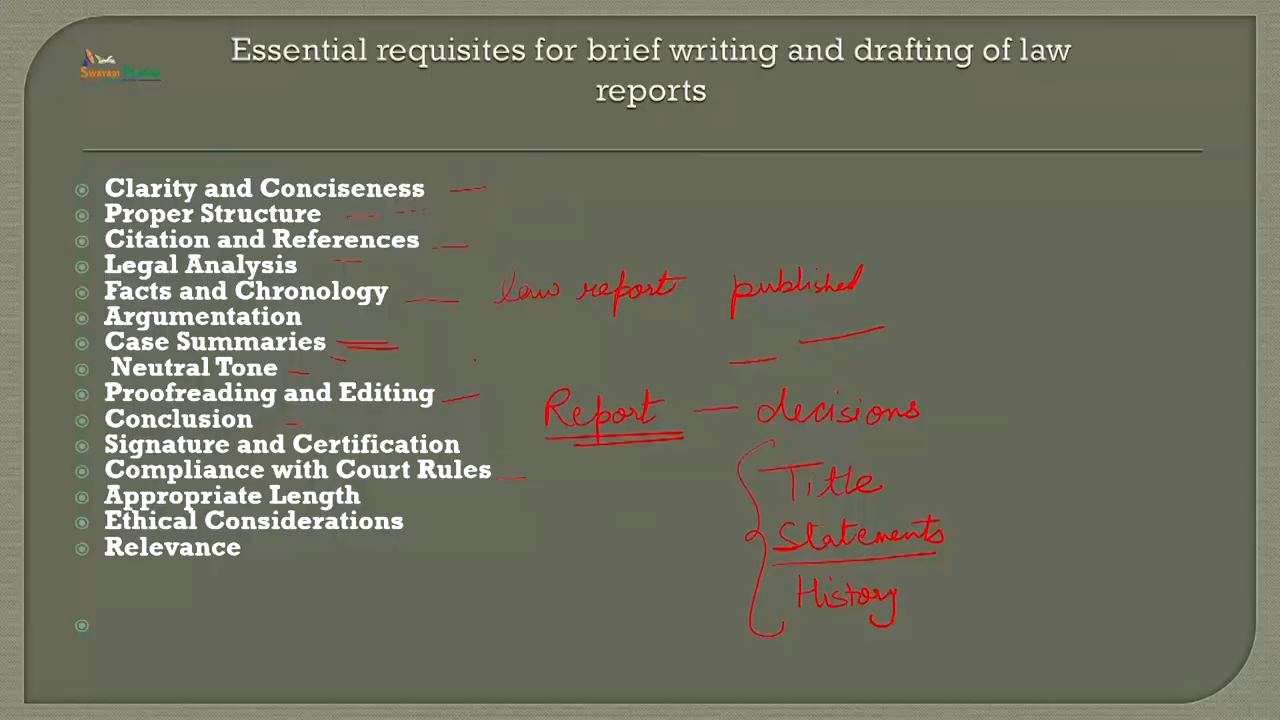 Essential requisites for brief writing and drafting of law
reports
SWAYAM PRABHA
Clarity and Conciseness
Proper Structure
Citation and References
Legal Analysis
Facts and Chronology
Argumentation
Case Summaries
Neutral Tone
Proofreading and Editing
Conclusion
Signature and Certification
Compliance with Court Rules
Appropriate Length
Ethical Considerations
Relevance
law report published
Report — decisions
Title
Statements
History